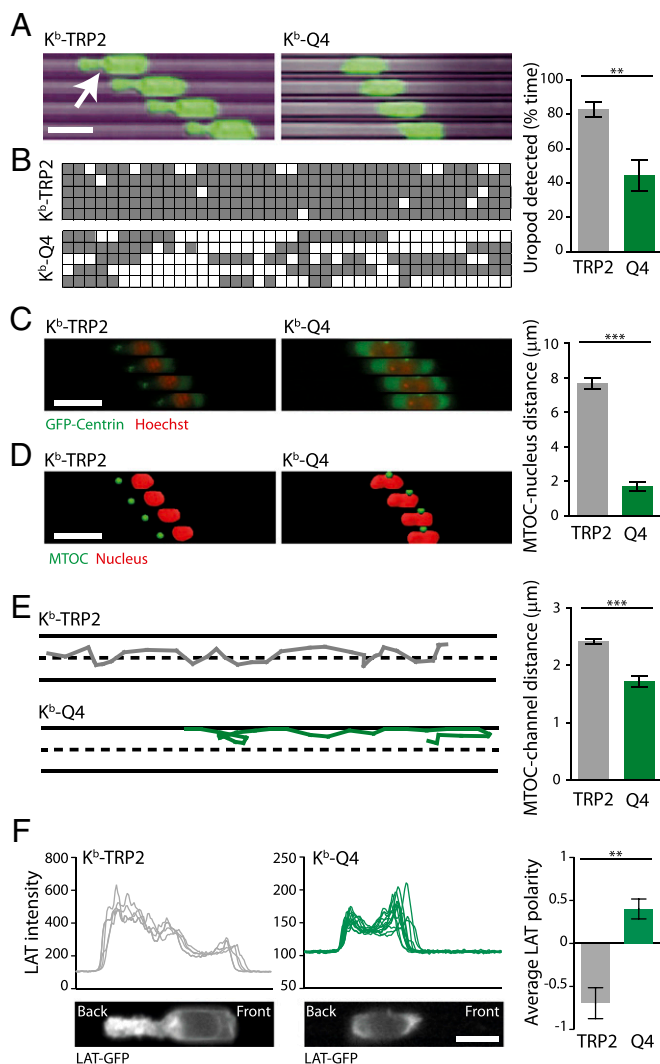 A
Kᵇ-TRP2
Kᵇ-Q4
**
Uropod detected (% time)
100
80
60
40
20
0
TRP2
Q4
B
Kᵇ-TRP2
Kᵇ-Q4
C
Kᵇ-TRP2
Kᵇ-Q4
GFP-Centrin
Hoechst
***
MTOC-nucleus distance (μm)
10
8
6
4
2
0
TRP2
Q4
D
Kᵇ-TRP2
Kᵇ-Q4
MTOC
Nucleus
E
Kᵇ-TRP2
Kᵇ-Q4
***
MTOC-channel distance (μm)
3
2
1
0
TRP2
Q4
F
Kᵇ-TRP2
Kᵇ-Q4
LAT intensity
800
600
400
200
0
250
200
150
100
50
Back
Front
LAT-GFP
Back
Front
LAT-GFP
**
Average LAT polarity
1
0.5
0
-0.5
-1
TRP2
Q4